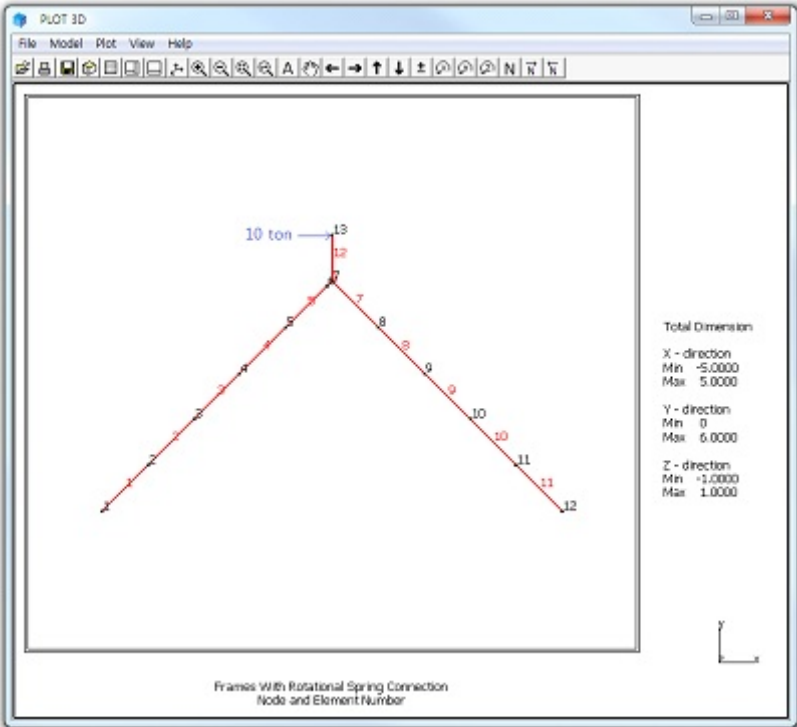 PLOT 3D
File Model Plot View Help
A
N
N
N
10 ton
13
12
7
5
7
5
8
4
8
4
9
3
9
3
10
2
10
2
11
1
11
1
12
Total Dimension
X - direction
Min -5.0000
Max 5.0000
Y - direction
Min 0
Max 6.0000
Z - direction
Min -1.0000
Max 1.0000
y
x
Frames With Rotational Spring Connection
Node and Element Number